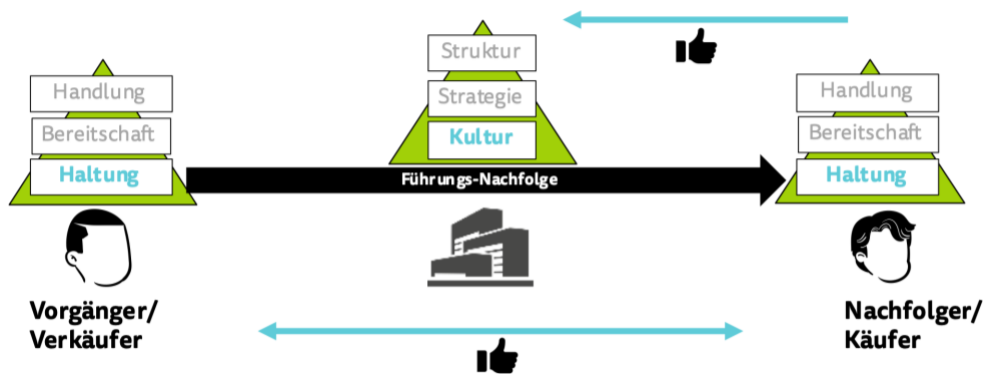 Handlung
Bereitschaft
Haltung
Struktur
Strategie
Kultur
Handlung
Bereitschaft
Haltung
Führungs-Nachfolge
Vorgänger/
Verkäufer
Nachfolger/
Käufer